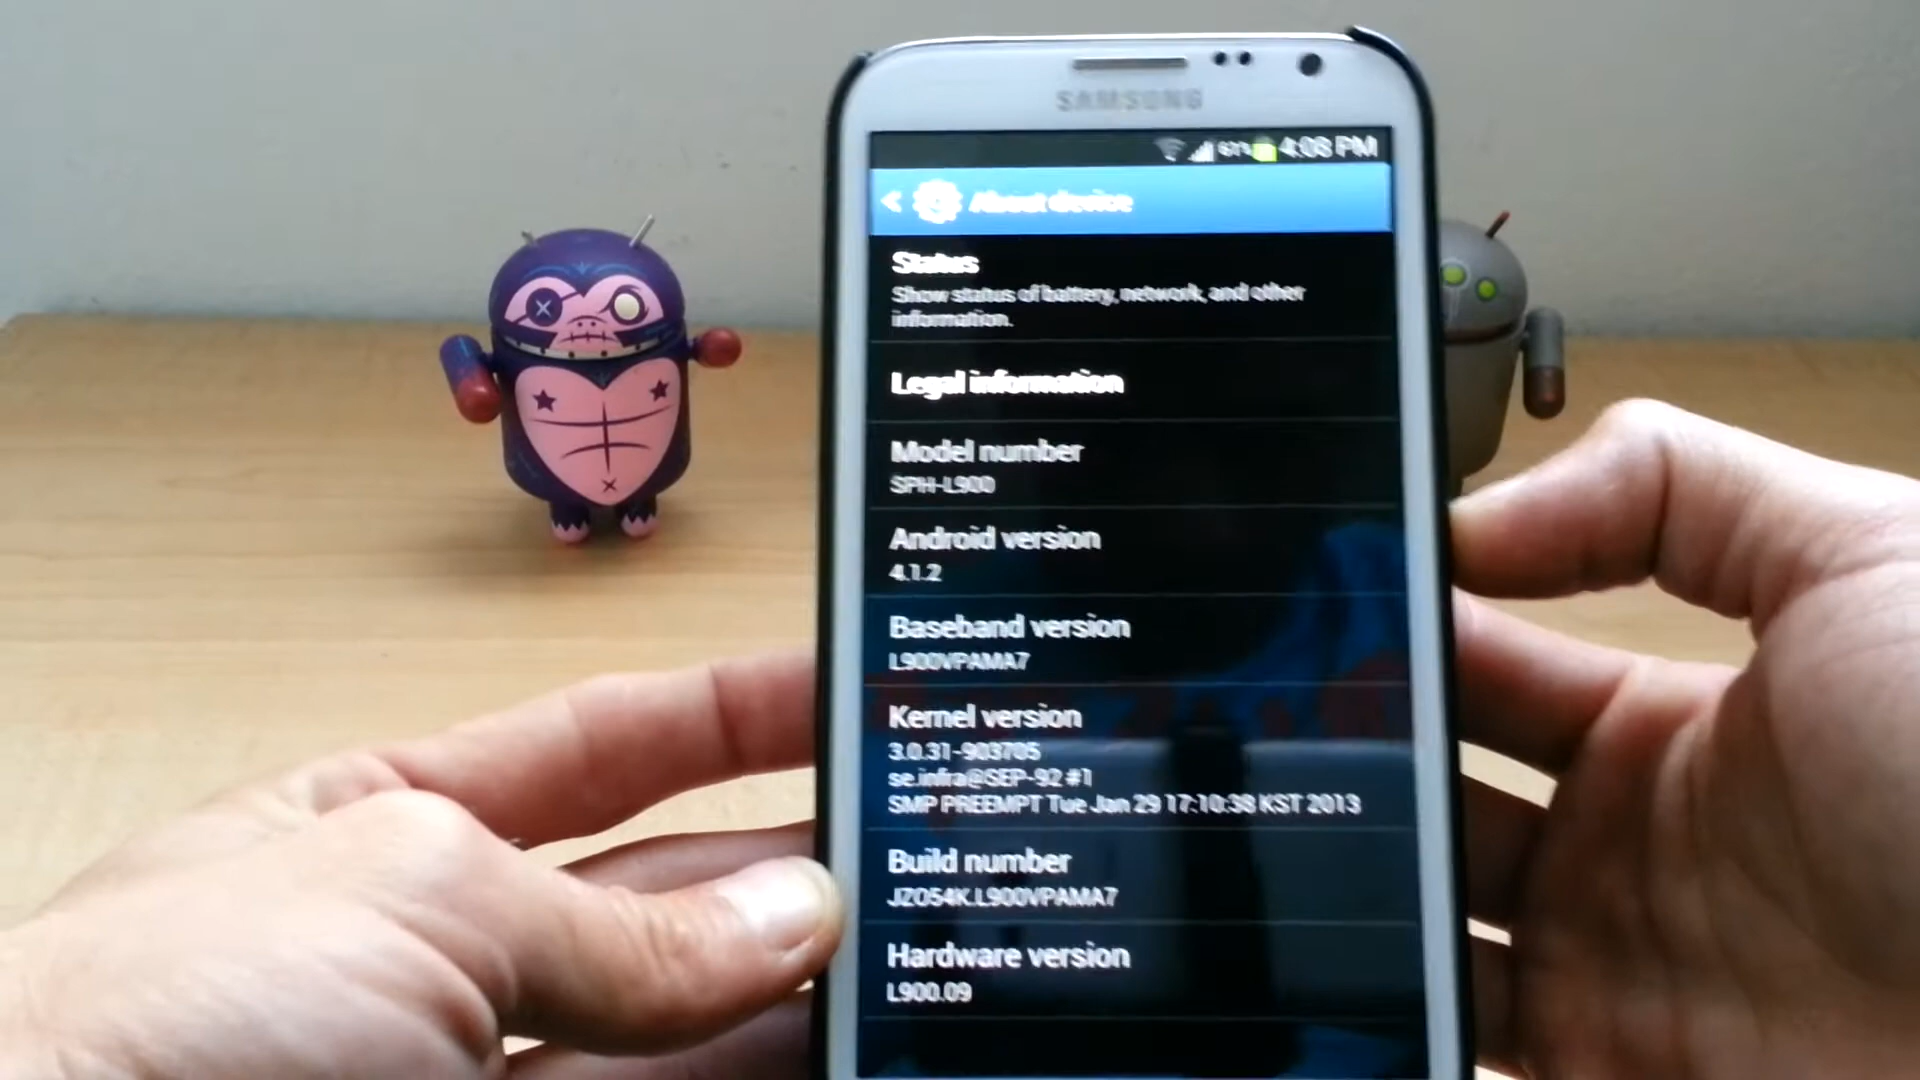 SAMSUNG
67% 4:08 PM
About device
Status
Show status of battery, network, and other
information.
Legal information
Model number
SPH-L900
Android version
4.1.2
Baseband version
L900VPAMA7
Kernel version
3.0.31-903705
se.infra@SEP-92 #1
SMP PREEMPT Tue Jan 29 17:10:38 KST 2013
Build number
JZO54K.L900VPAMA7
Hardware version
L900.09